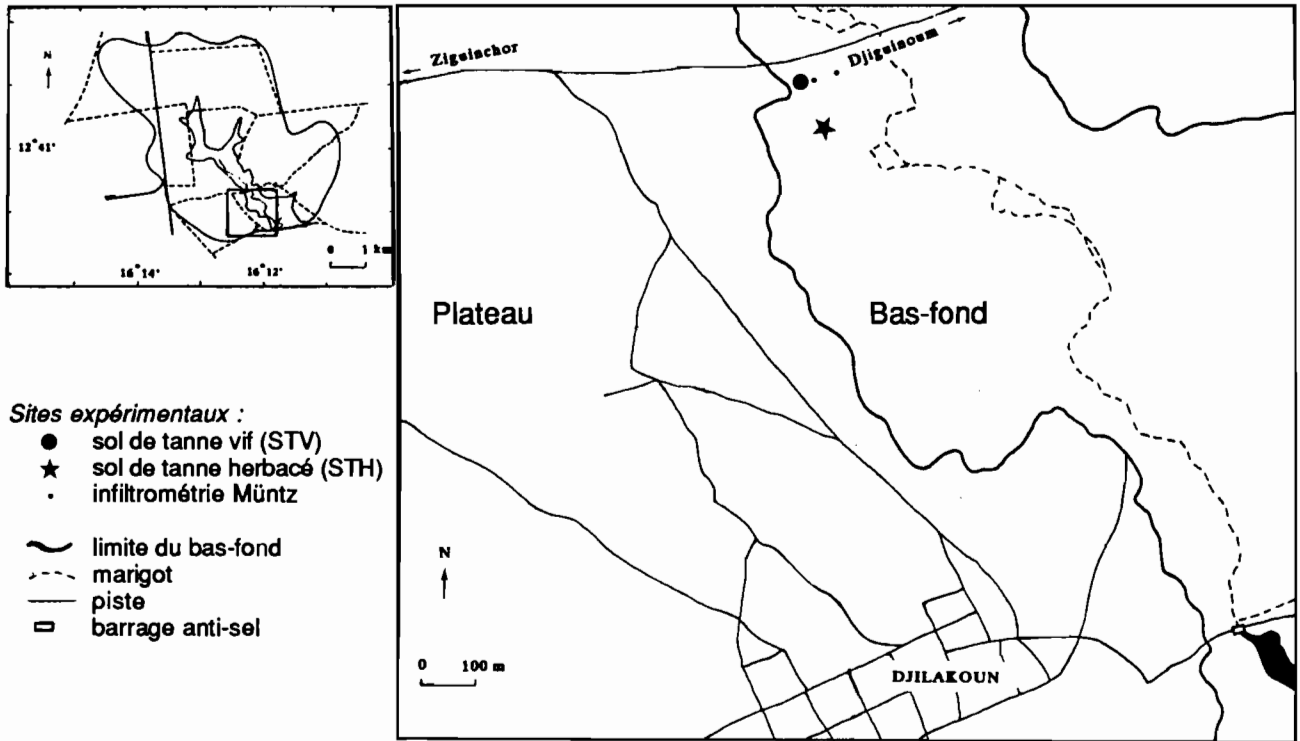 N
12°41'
16°14'
16°12'
0 1 km
Sites expérimentaux :
sol de tanne vif (STV)
sol de tanne herbacé (STH)
infiltrométrie Müntz
limite du bas-fond
marigot
piste
barrage anti-sel
Ziguinchor
Djiguinoum
Plateau
Bas-fond
N
0 100 m
DJILAKOUN